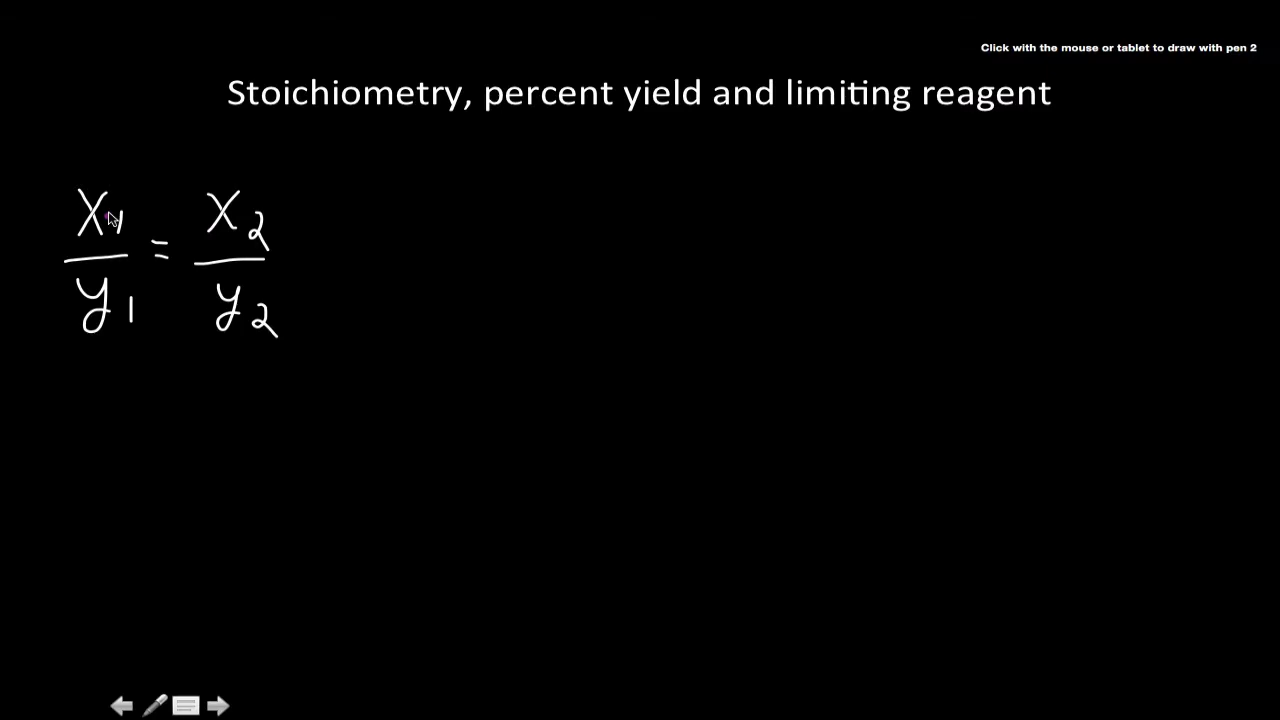 Click with the mouse or tablet to draw with pen 2
Stoichiometry, percent yield and limiting reagent
X1 X2
=
y1 y2